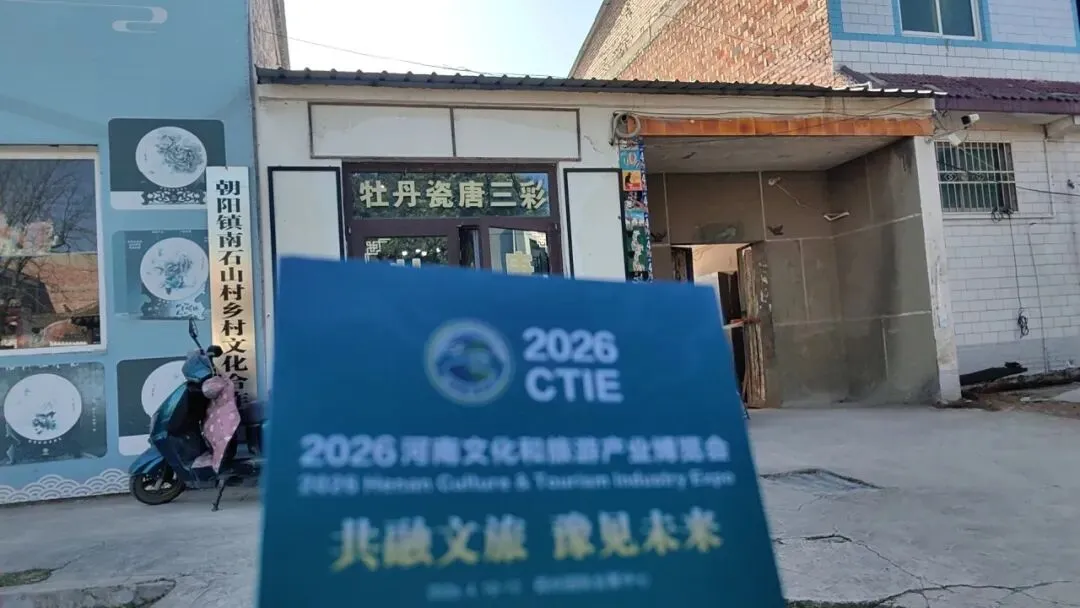 牡丹瓷唐三彩
朝阳镇南石山村乡村文化合作
2026
CTIE
2026河南文化和旅游产业博览会
2026 Henan Culture & Tourism Industry Expo
共融文旅 豫见未来